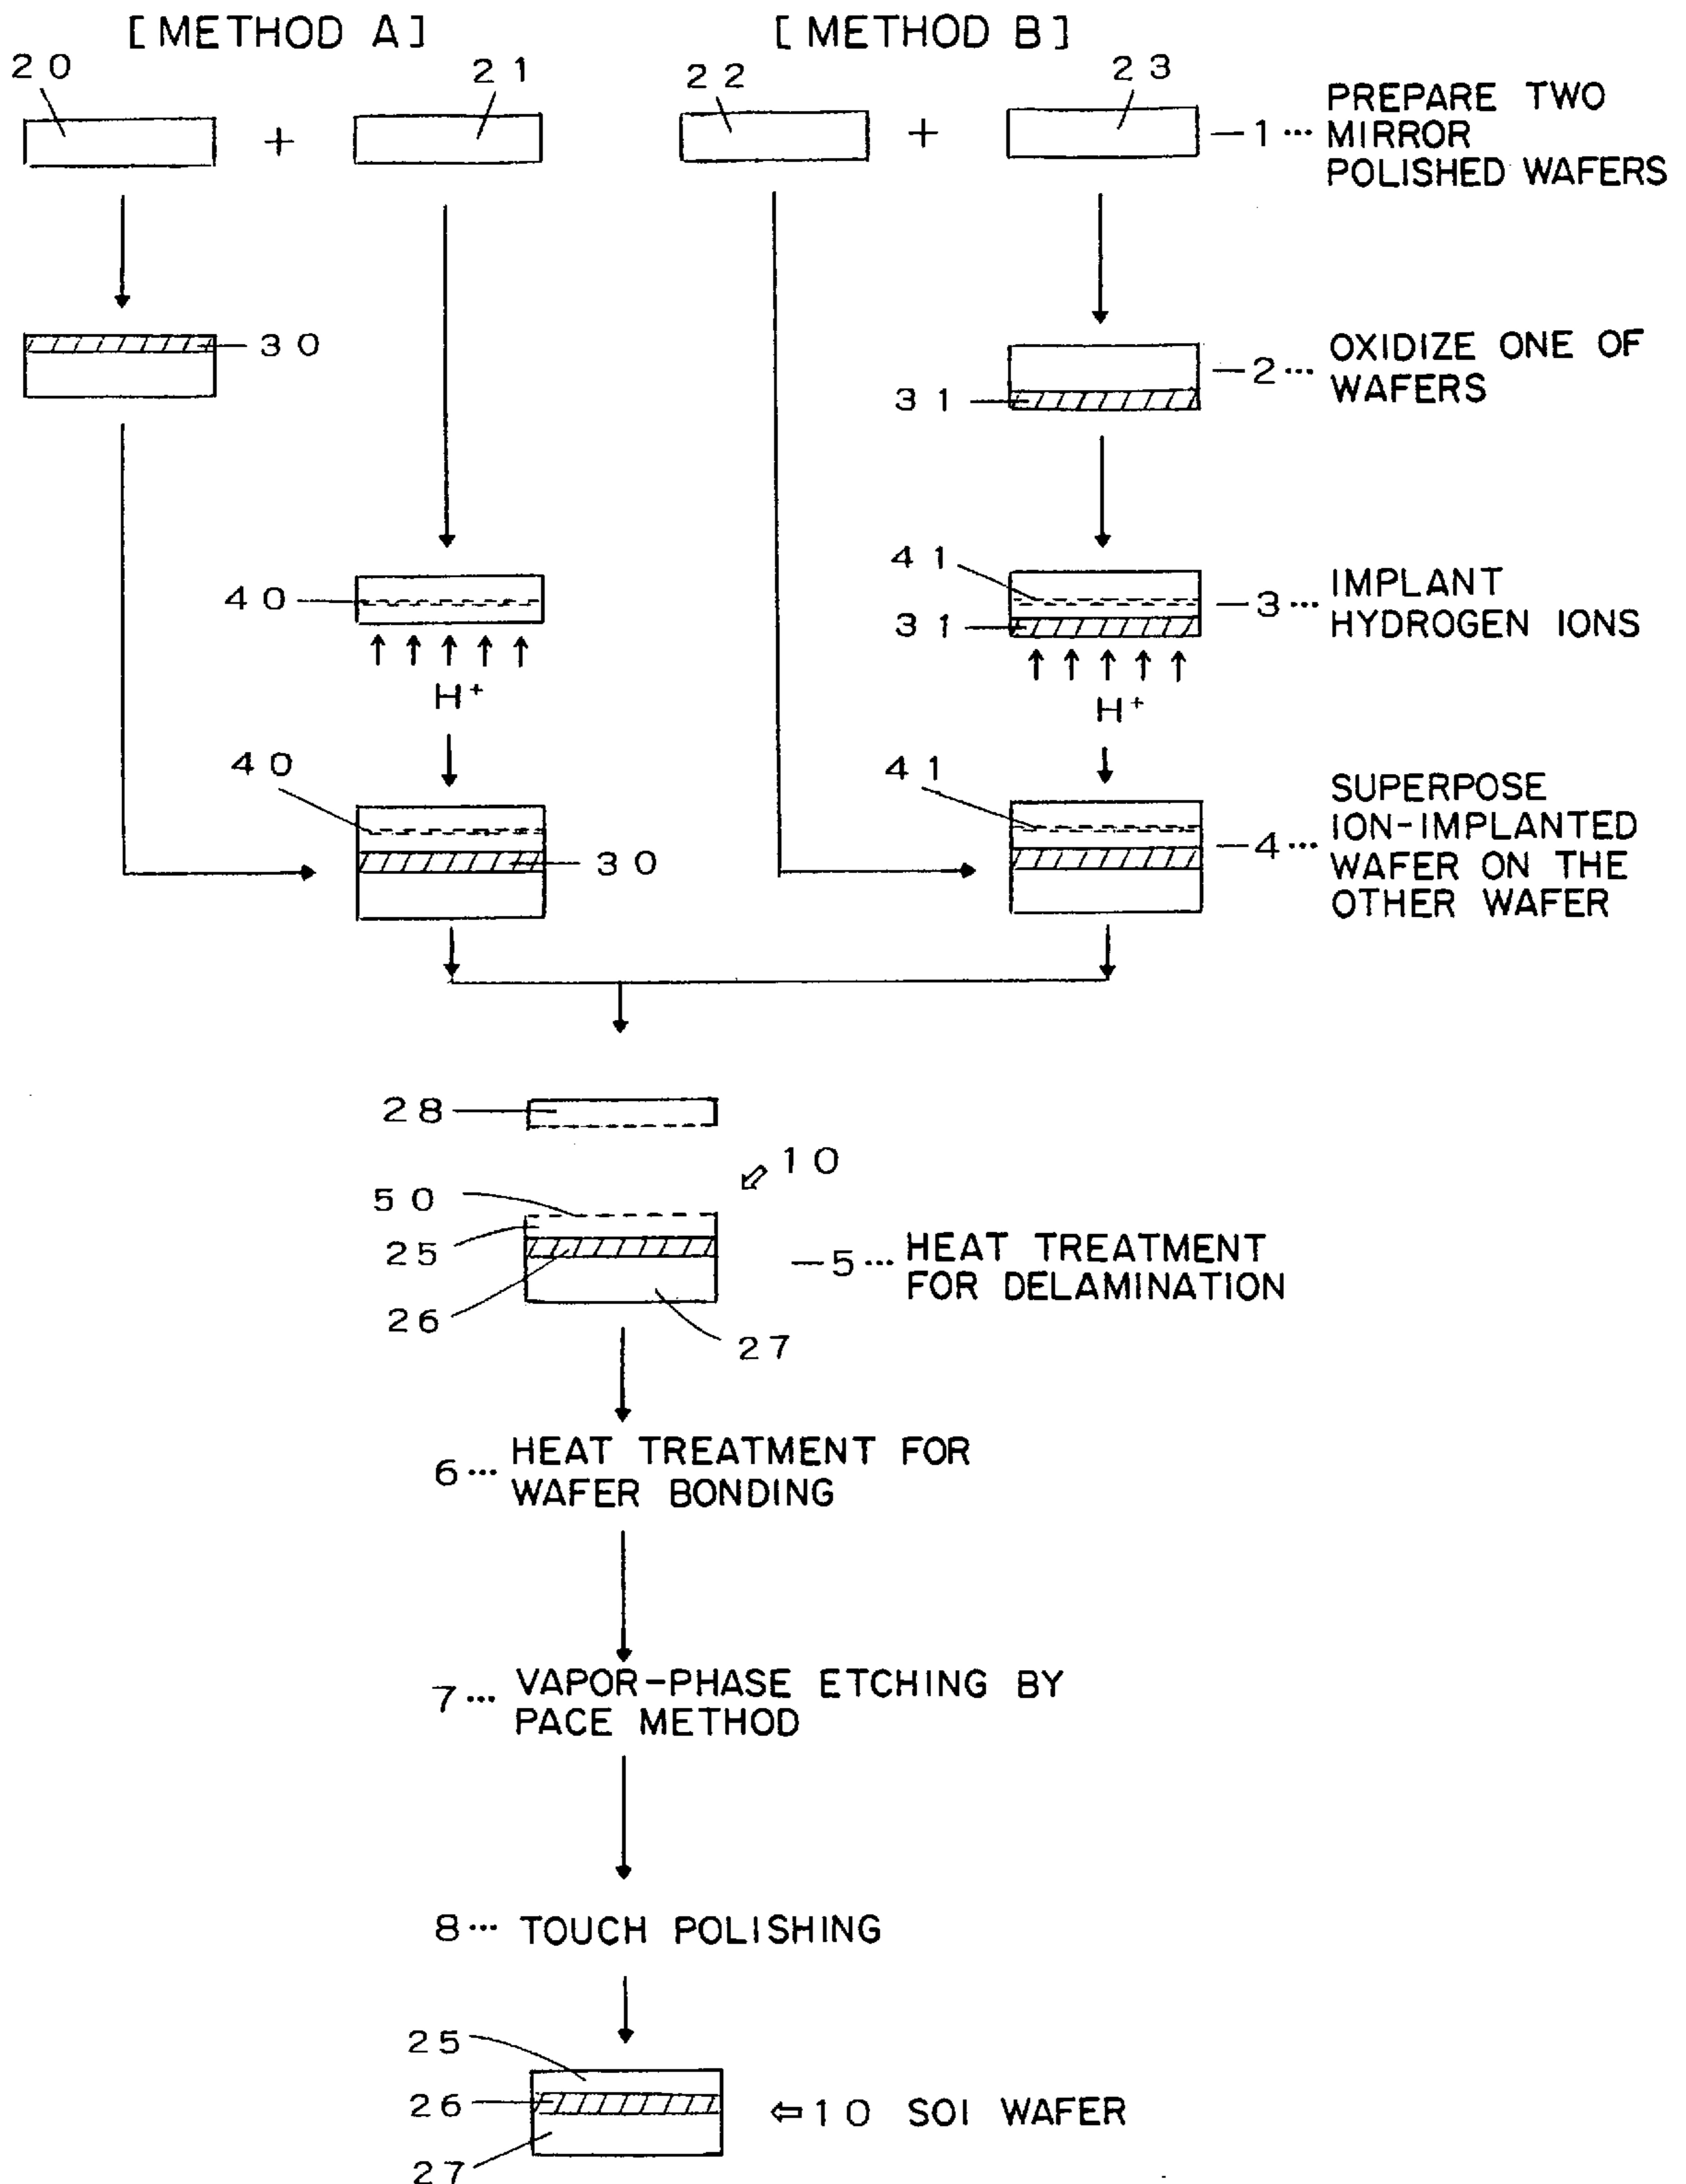 [METHOD A]
[METHOD B]
20
21
22
23
+
+
1… PREPARE TWO
MIRROR
POLISHED WAFERS
30
31
2… OXIDIZE ONE OF
WAFERS
40
H+
41
31
H+
3… IMPLANT
HYDROGEN IONS
40
30
41
4… SUPERPOSE
ION-IMPLANTED
WAFER ON THE
OTHER WAFER
28
10
50
25
26
27
5… HEAT TREATMENT
FOR DELAMINATION
6… HEAT TREATMENT FOR
WAFER BONDING
7… VAPOR-PHASE ETCHING BY
PACE METHOD
8… TOUCH POLISHING
25
26
27
10 SOI WAFER